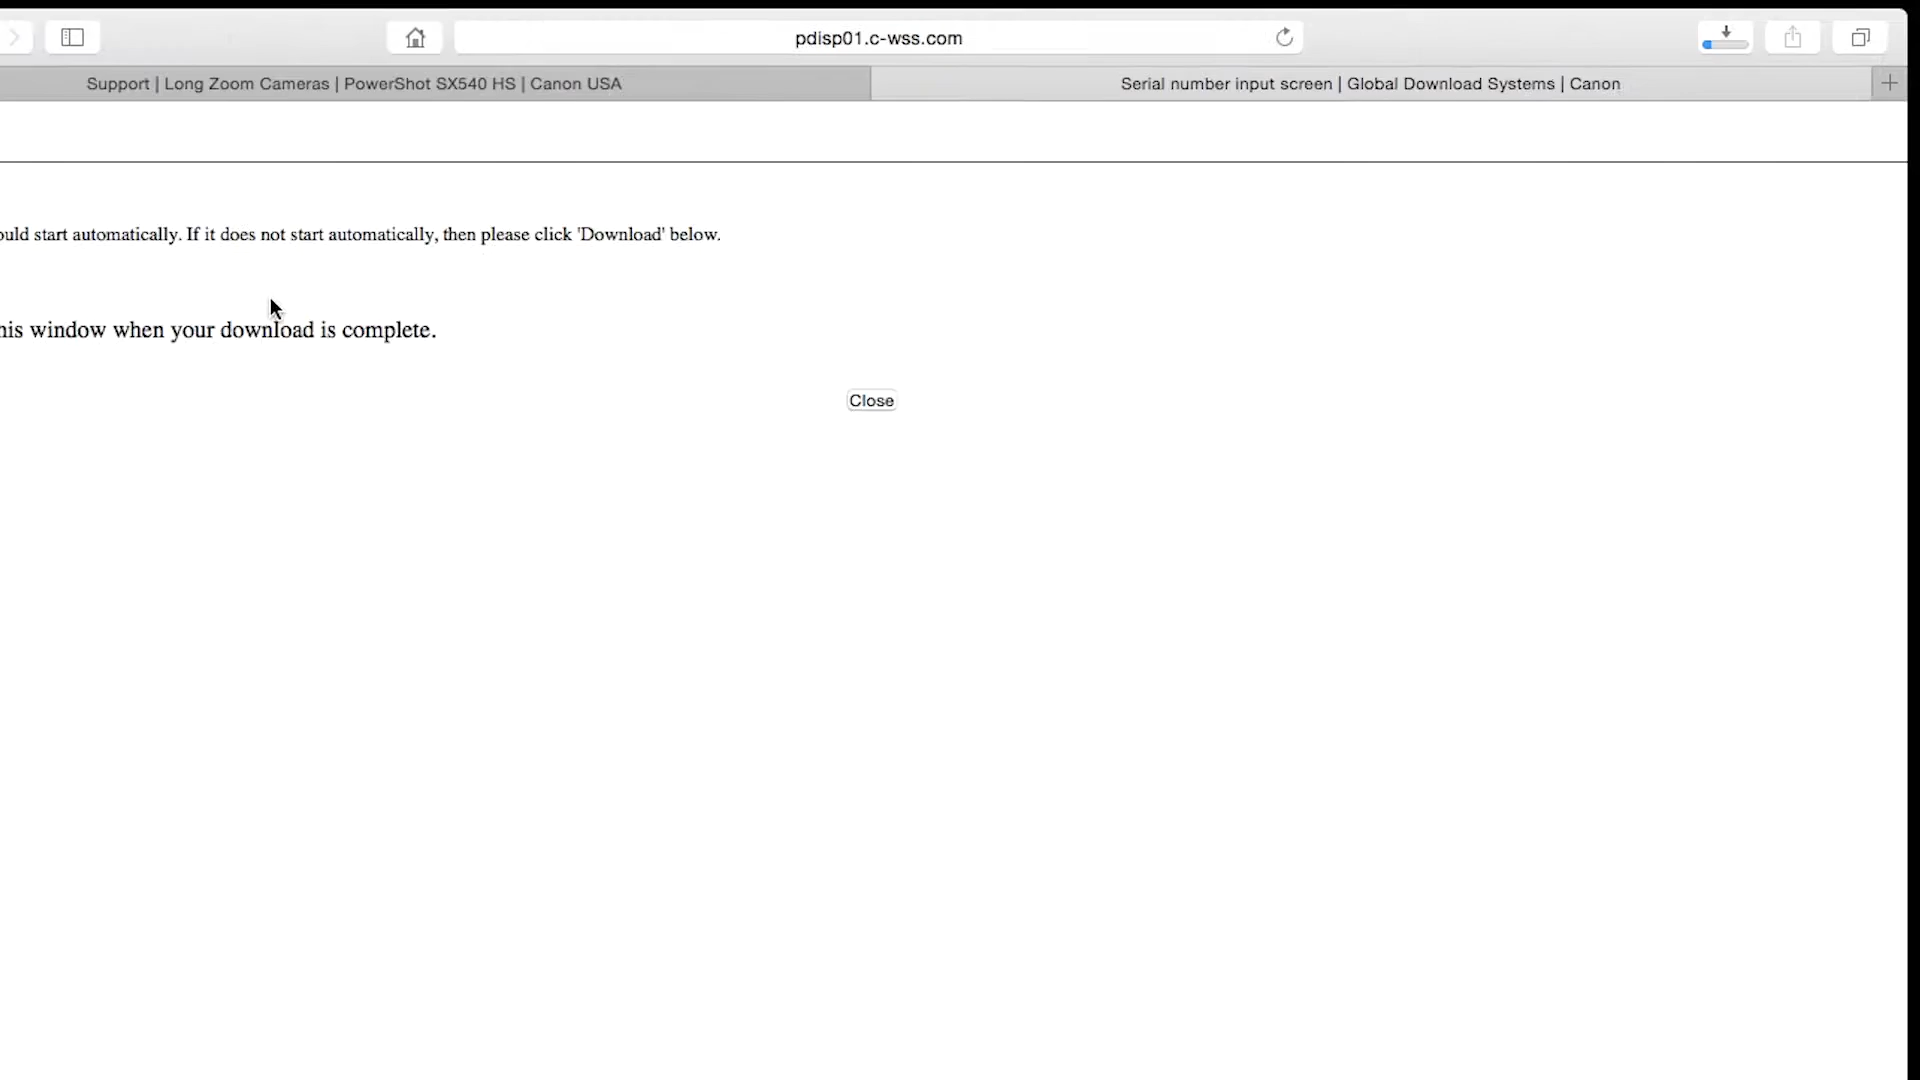 pdisp01.c-wss.com
Support | Long Zoom Cameras | PowerShot SX540 HS | Canon USA
Serial number input screen | Global Download Systems | Canon
start automatically. If it does not start automatically, then please click 'Download' below.
window when your download is complete.
Close